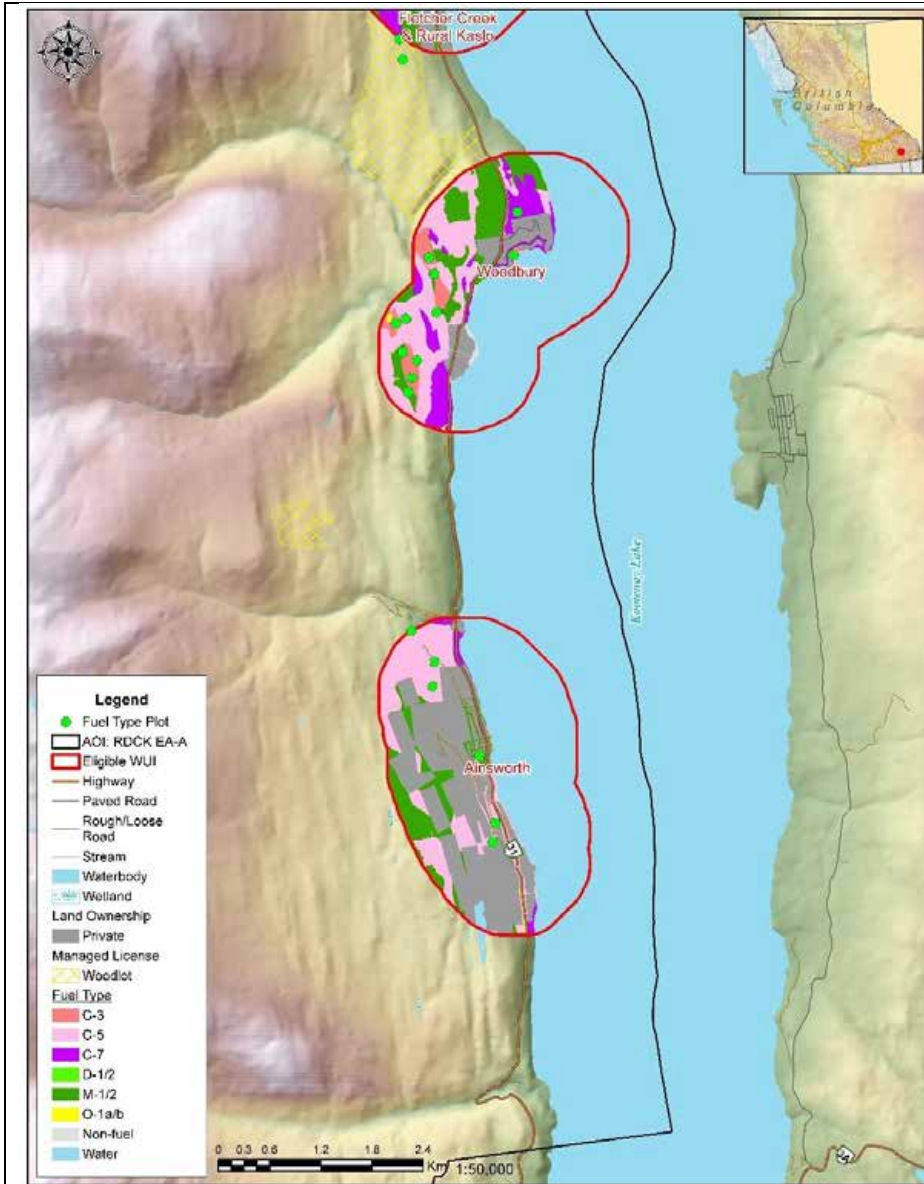 Fletcher Creek
& Rural Kaslo
British
Columbia
Woodbury
Kootenay Lake
Ainsworth
31
Legend
Fuel Type Plot
AOI: RDCK EA-A
Eligible WUI
Highway
Paved Road
Rough/Loose
Road
Stream
Waterbody
Wetland
Land Ownership
Private
Managed License
Woodlot
Fuel Type
C-3
C-5
C-7
D-1/2
M-1/2
O-1a/b
Non-fuel
Water
0 0.3 0.6 1.2 1.8 2.4
Km 1:50,000